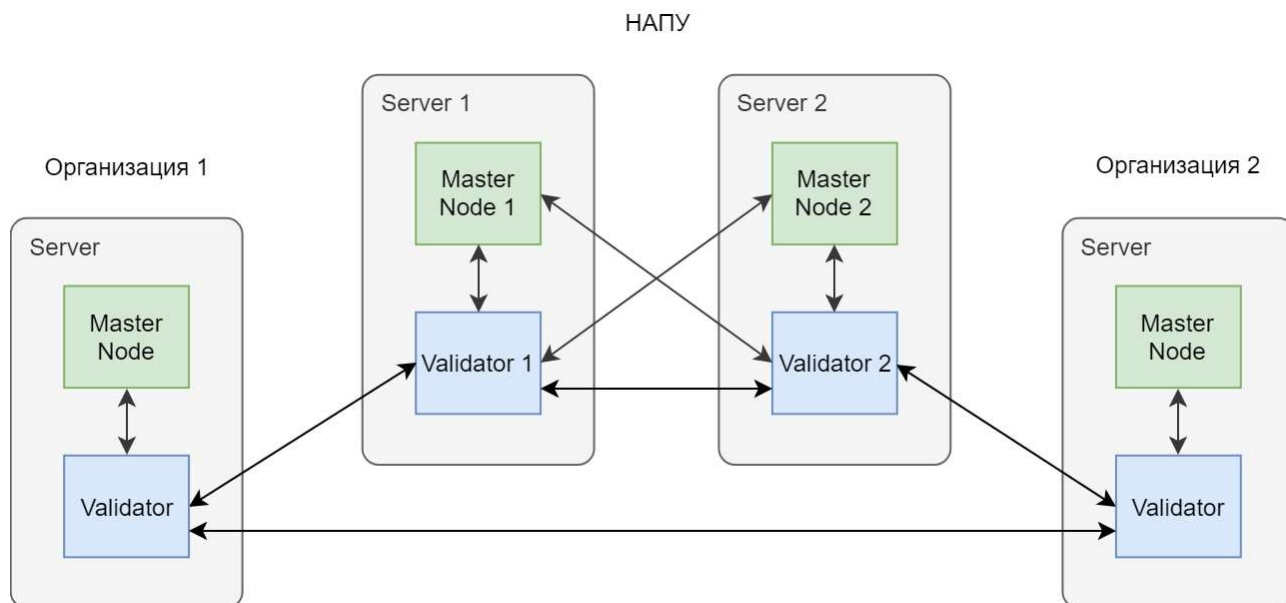 НАПУ
Server 1
Server 2
Master
Node 1
Master
Node 2
Организация 1
Организация 2
Server
Server
Master
Node
Master
Node
Validator 1
Validator 2
Validator
Validator